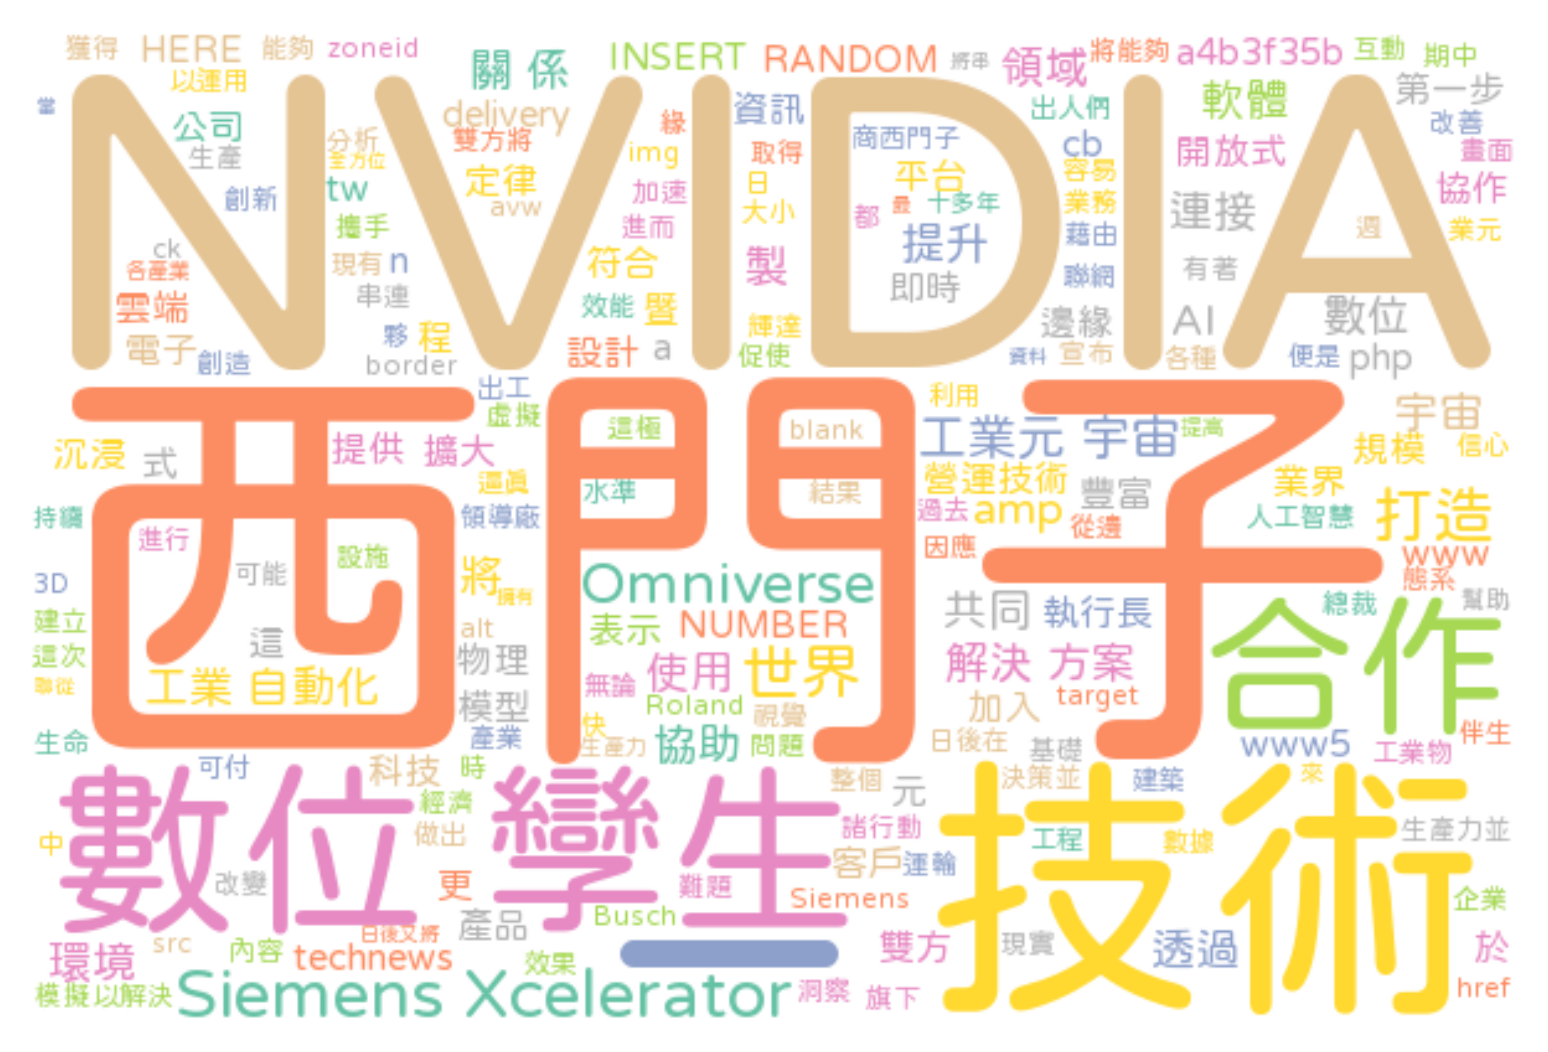 獲得 HERE 能夠 zoneid 關係 INSERT RANDOM 將串 領域 將能夠 a4b3f35b 互動 期中
以運用 軟體 第一步
當 公司 delivery 緣 資訊 出人們 改善
生產 分析 雙方將 img 取得 商西門子 cb 開放式 畫面
全方位 tw 定律 加速 日 平台 容易 協作
創新 avw 大小 都 最 十多年 業務 連接
攜手 進而 提升 藉由 週 業元
NVIDIA
ck 現有 n 符合 製 聯網 有著
各產業 串連 即時
雲端 效能 暨 輝達 邊緣 AI 數位
電子 夥 程 設計 a 促使 資料 宣布 各種 便是 php
創造 border
出工 利用 宇宙
虛擬 這極 blank 工業元 宇宙 提高
沉浸 式 提供 擴大 規模 信心
西門子
逼真 水準 結果 營運技術 豐富 業界
持續 領導廠 過去 amp 從邊 人工智慧 打造
進行 設施 因應 www
3D 可能 將 擁有 Omniverse 態系
建立 alt 表示 NUMBER 共同 執行長 總裁 幫助
這次 這 物理 無論 使用 世界 解決 方案 合作
聯從 工業 自動化 模型 Roland 視覺 加入 target
快
生命 產業 生產力 協助 問題 日後在 基礎 www5 工業物 伴生
可付 科技 時 整個 元 決策並 建築 來
經濟
中 做出 諸行動 工程 數據 生產力並
數位 孿生 技術
改變 更 難題 客戶 運輸
產品 Busch Siemens 企業
日後又將
環境 src 內容 technews 效果 雙方 現實 透過 於
模擬以解決 Siemens Xcelerator 洞察 旗下 href